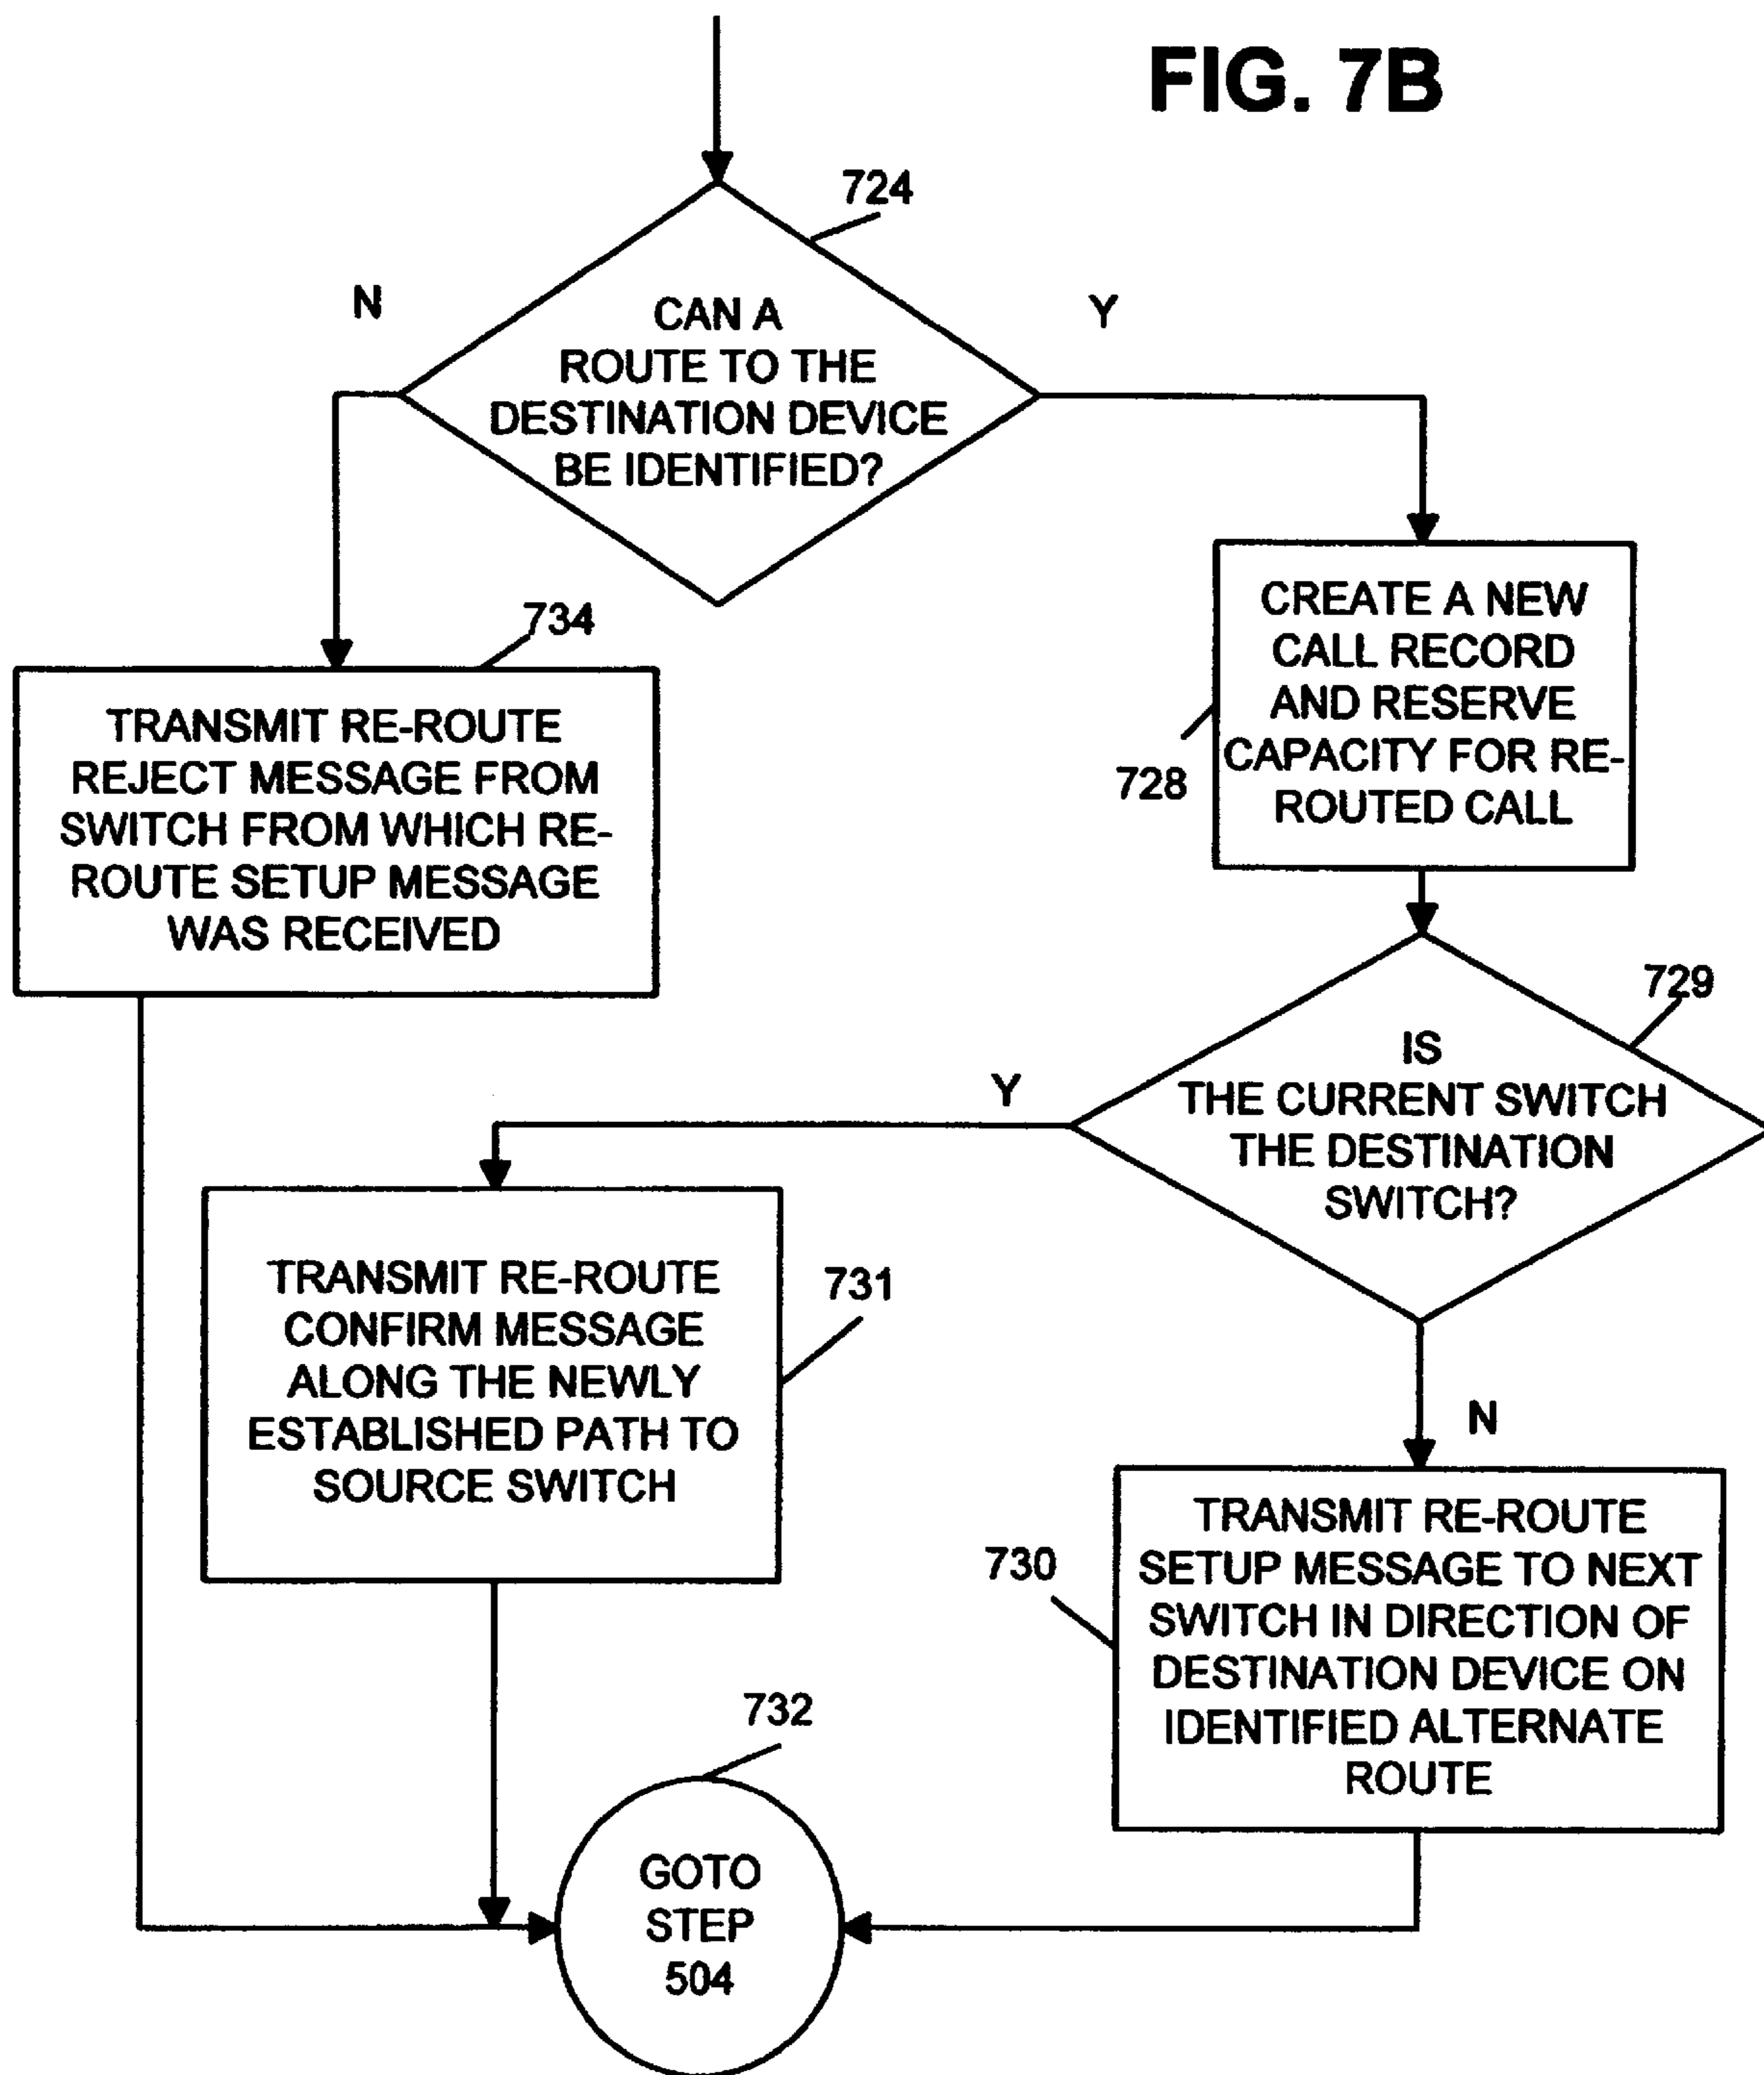 FIG. 7B
724
N
Y
CAN A
ROUTE TO THE
DESTINATION DEVICE
BE IDENTIFIED?
734
TRANSMIT RE-ROUTE
REJECT MESSAGE FROM
SWITCH FROM WHICH RE-
ROUTE SETUP MESSAGE
WAS RECEIVED
CREATE A NEW
CALL RECORD
AND RESERVE
CAPACITY FOR RE-
ROUTED CALL
728
729
IS
THE CURRENT SWITCH
THE DESTINATION
SWITCH?
Y
N
TRANSMIT RE-ROUTE
CONFIRM MESSAGE
ALONG THE NEWLY
ESTABLISHED PATH TO
SOURCE SWITCH
731
730
TRANSMIT RE-ROUTE
SETUP MESSAGE TO NEXT
SWITCH IN DIRECTION OF
DESTINATION DEVICE ON
IDENTIFIED ALTERNATE
ROUTE
732
GOTO
STEP
504